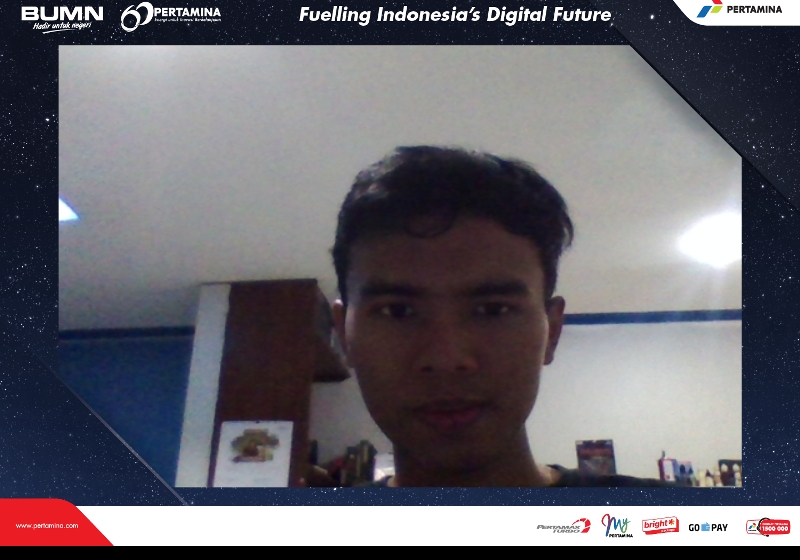 BUMN
Hadir untuk negeri
60 PERTAMINA
Fuelling Indonesia's Digital Future
PERTAMINA
www.pertamina.com
PERTAMAX
TURBO
my
PERTAMINA
bright
GO PAY
1500 000